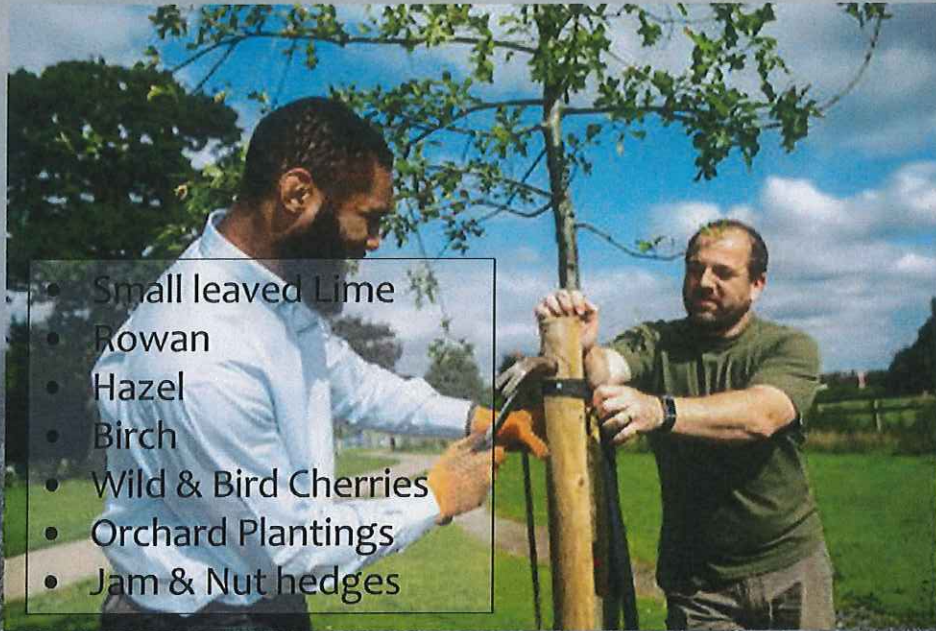 • Small leaved Lime
• Rowan
• Hazel
• Birch
• Wild & Bird Cherries
• Orchard Plantings
• Jam & Nut hedges